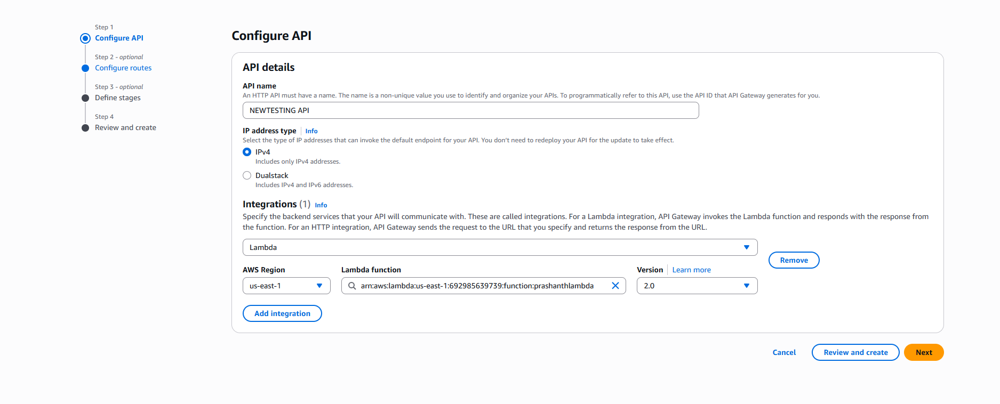 Step 1
Configure API
Step 2 - optional
Configure routes
Step 3 - optional
Define stages
Step 4
Review and create
Configure API
API details
API name
An HTTP API must have a name. The name is a non-unique value you use to identify and organize your APIs. To programmatically refer to this API, use the API ID that API Gateway generates for you.
NEWTESTING API
IP address type Info
Select the type of IP addresses that can invoke the default endpoint for your API. You don't need to redeploy your API for the update to take effect.
IPv4
Includes only IPv4 addresses.
Dualstack
Includes IPv4 and IPv6 addresses.
Integrations (1) Info
Specify the backend services that your API will communicate with. These are called integrations. For a Lambda integration, API Gateway invokes the Lambda function and responds with the response from
the function. For an HTTP integration, API Gateway sends the request to the URL that you specify and returns the response from the URL.
Lambda
Remove
AWS Region Lambda function Version Learn more
us-east-1 arn:aws:lambda:us-east-1:692985639739:function:prashanthlambda 2.0
Add integration
Cancel Review and create Next